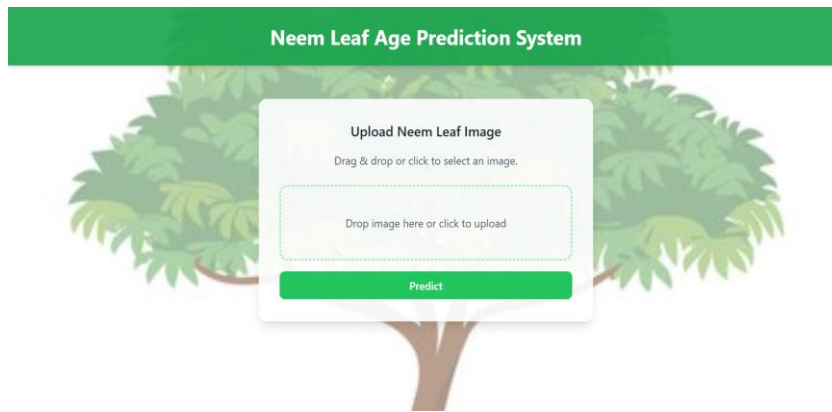 Neem Leaf Age Prediction System
Upload Neem Leaf Image
Drag & drop or click to select an image.
Drop image here or click to upload
Predict